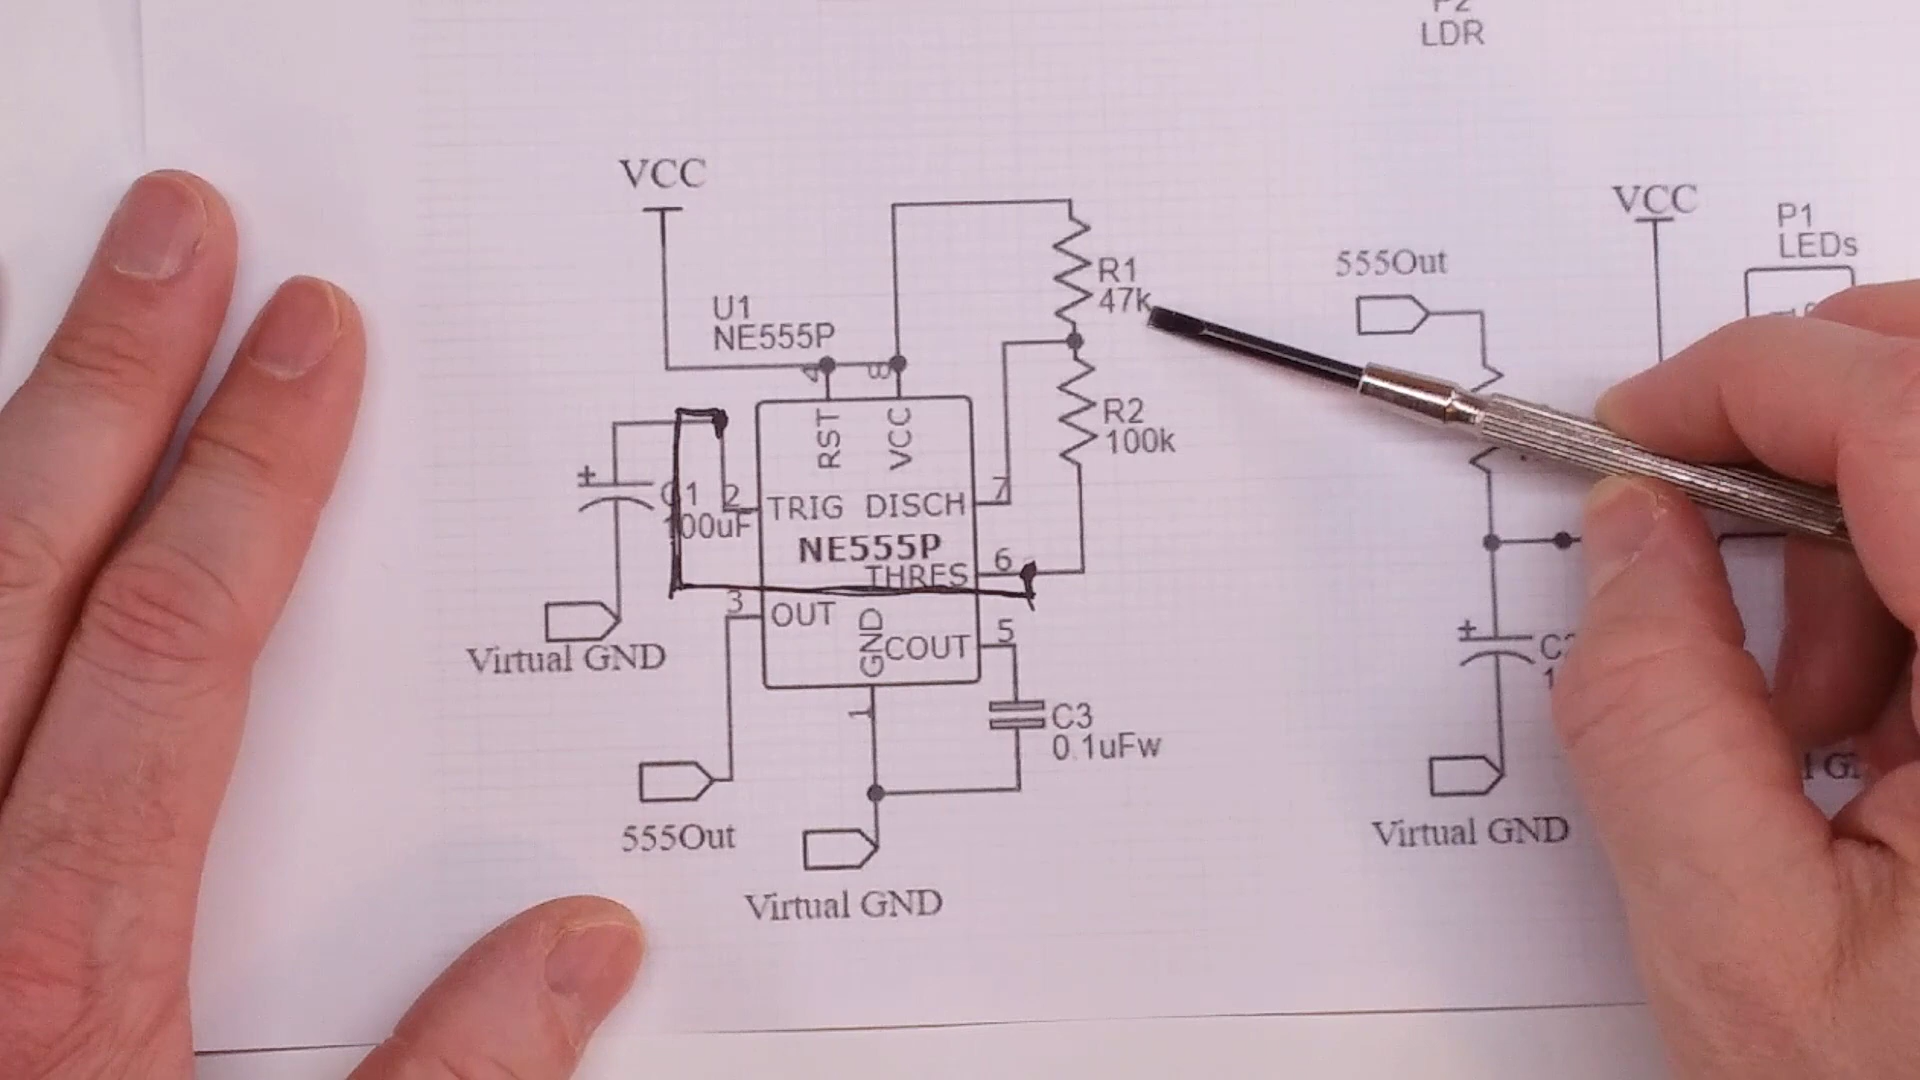 LDR
VCC
U1
NE555P
4
8
R1
47k
R2
100k
RST
VCC
2
7
TRIG
DISCH
100uF
NE555P
6
THRES
3
OUT
GND
5
COUT
Virtual GND
1
C3
0.1uFw
555Out
Virtual GND
VCC
P1
LEDs
555Out
Virtual GND